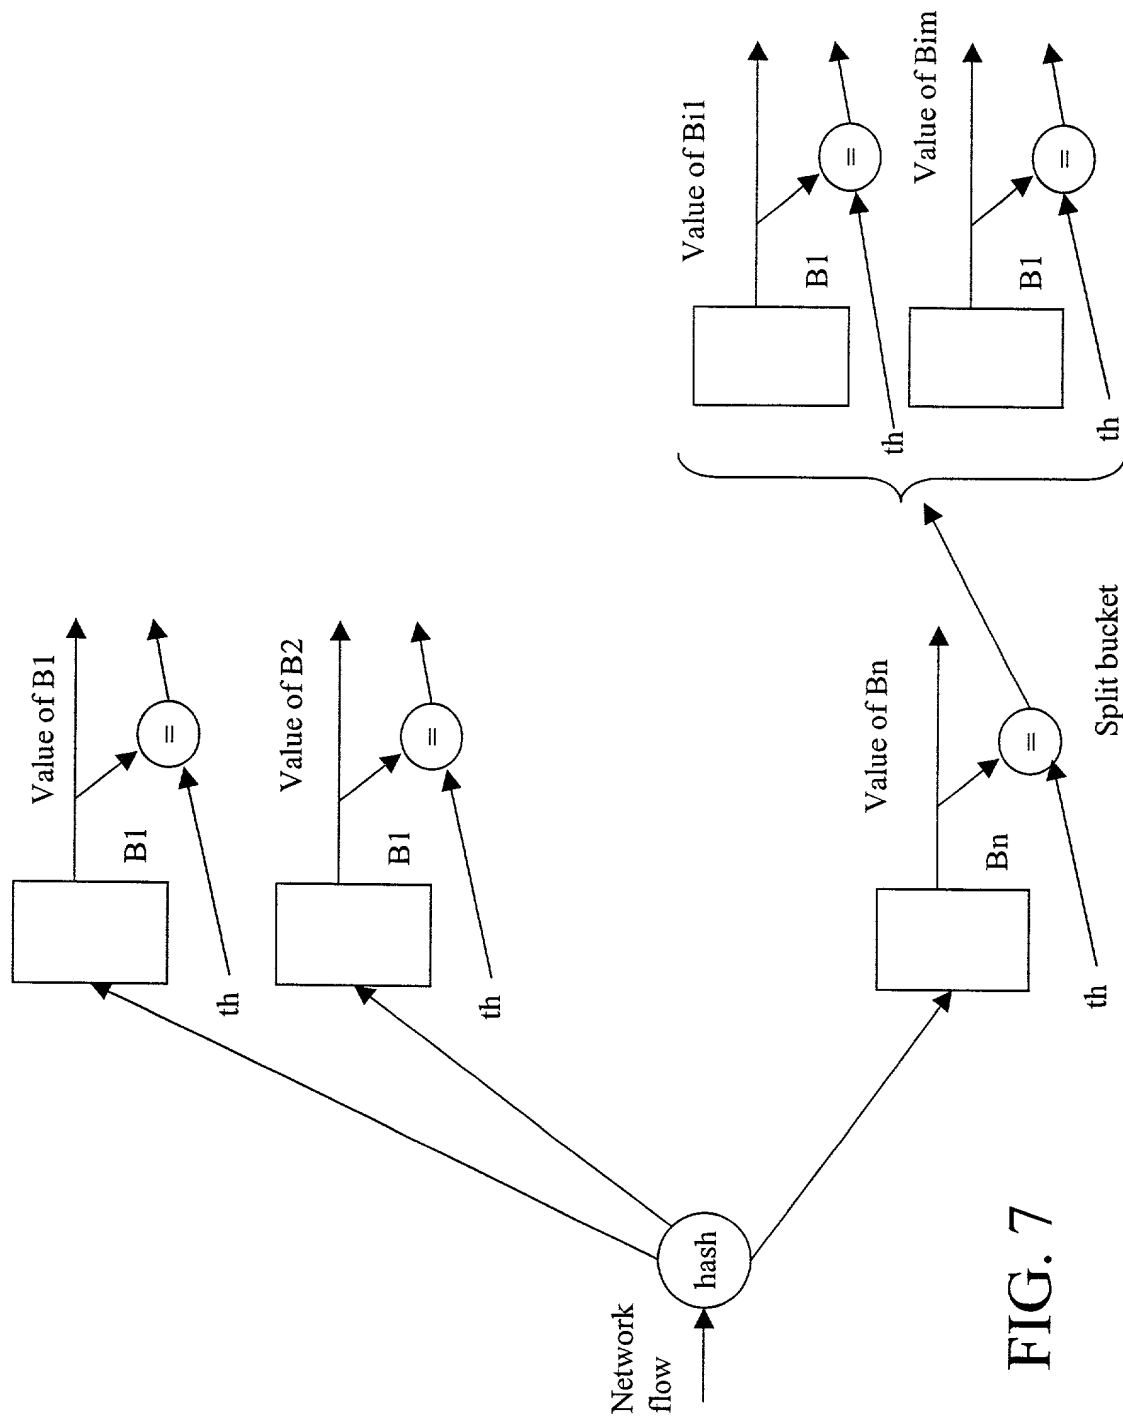 Value of B1
=
B1
th
Value of B2
=
B1
th
Value of Bi1
=
B1
th
Value of Bim
=
B1
th
Value of Bn
=
Bn
th
Split bucket
Network
flow
hash
FIG. 7